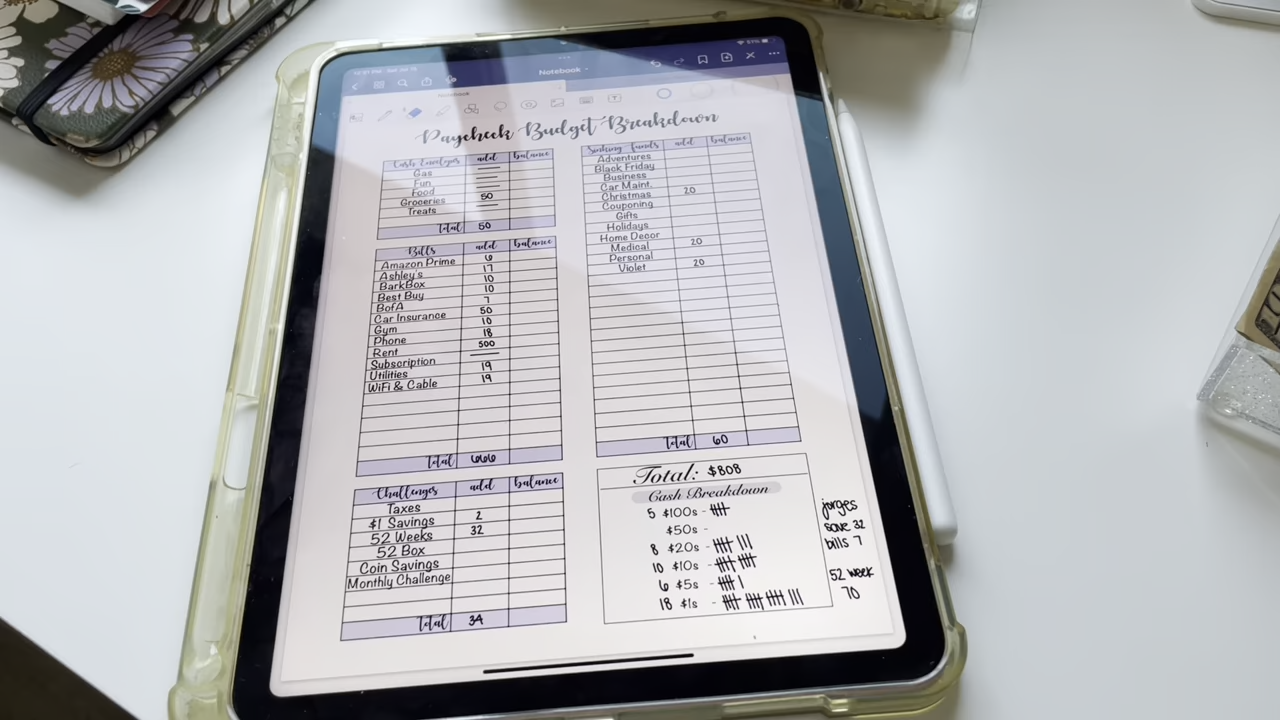 Notebook
Notebook
Paycheck Budget Breakdown
Cash Envelopes add balance
Gas —
Fun —
Food —
Groceries 50
Treats —
Total 50
Bills add balance
Amazon Prime 6
Ashley's 17
BarkBox 10
Best Buy 10
BofA 7
Car Insurance 50
Gym 10
Phone 18
Rent 500
Subscription —
Utilities 19
WiFi & Cable 19
Total 666
Challenges add balance
Taxes
$1 Savings 2
52 Weeks 32
52 Box
Coin Savings
Monthly Challenge
Total 34
Sinking Funds add balance
Adventures
Black Friday
Business
Car Maint.
Christmas 20
Couponing
Gifts
Holidays
Home Decor
Medical 20
Personal
Violet 20
Total 60
Total: $808
Cash Breakdown
5 $100s -
$50s -
8 $20s -
10 $10s -
6 $5s -
18 $1s -
jorges
save 32
bills 7
52 week
70